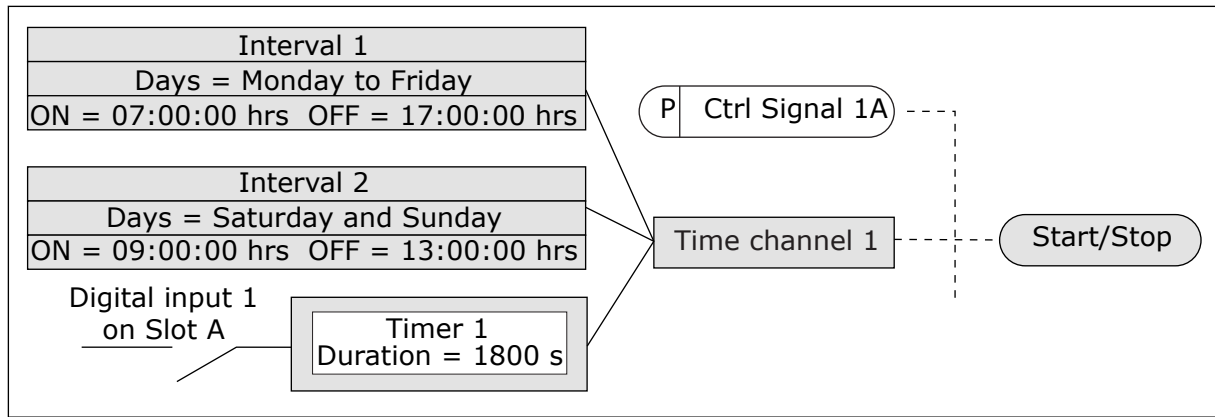 Interval 1
Days = Monday to Friday
ON = 07:00:00 hrs OFF = 17:00:00 hrs
P Ctrl Signal 1A
Interval 2
Days = Saturday and Sunday
ON = 09:00:00 hrs OFF = 13:00:00 hrs
Time channel 1
Start/Stop
Digital input 1
on Slot A
Timer 1
Duration = 1800 s